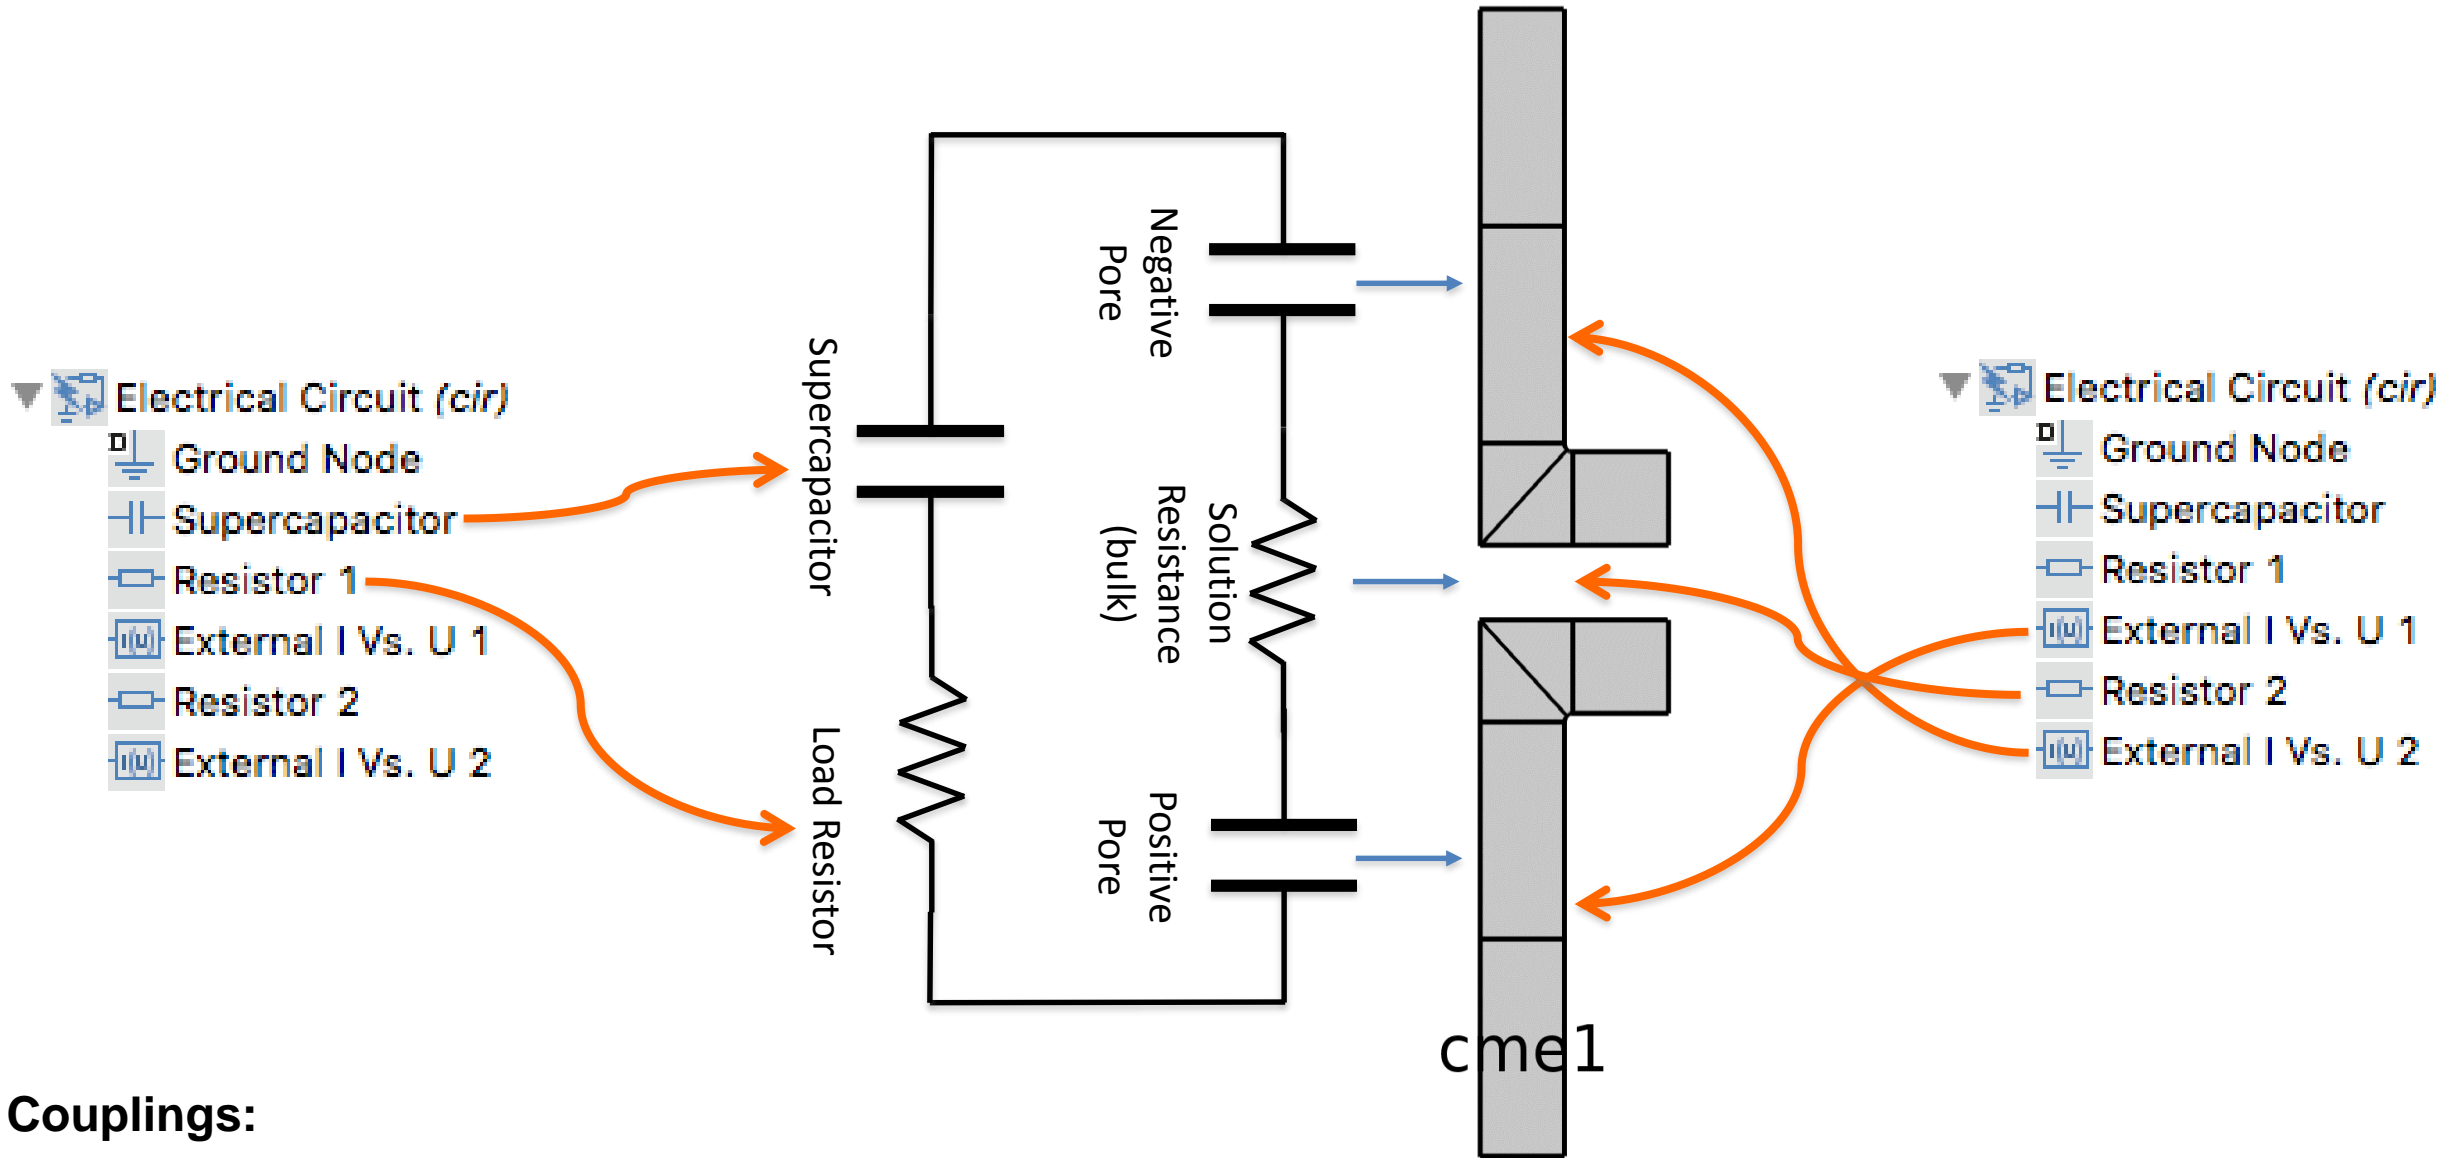 Electrical Circuit (cir)
Ground Node
Supercapacitor
Resistor 1
External I Vs. U 1
Resistor 2
External I Vs. U 2
Supercapacitor
Load Resistor
Negative
Pore
Solution
Resistance
(bulk)
Positive
Pore
cme1
Electrical Circuit (cir)
Ground Node
Supercapacitor
Resistor 1
External I Vs. U 1
Resistor 2
External I Vs. U 2
Couplings: